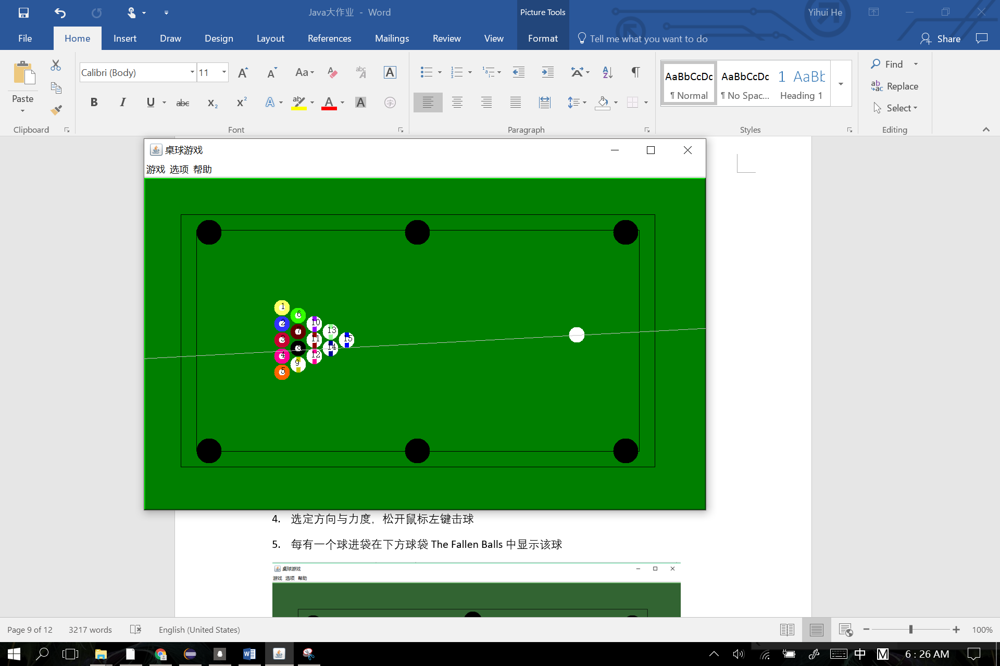 Java大作业 - Word
Picture Tools
Yihui He
File Home Insert Draw Design Layout References Mailings Review View Format Tell me what you want to do Share
Paste
Clipboard
Calibri (Body) 11
Font
Paragraph
AaBbCcDc AaBbCcDc 1 AaBb
¶ Normal ¶ No Spac... Heading 1
Styles
Find
Replace
Select
Editing
桌球游戏
游戏 选项 帮助
1
6
2 10
7 13
3 11 15
8 14
4 12
9
5
4. 选定方向与力度，松开鼠标左键击球
5. 每有一个球进袋在下方球袋 The Fallen Balls 中显示该球
桌球游戏
游戏 选项 帮助
Page 9 of 12 3217 words English (United States) 100%
中 M 6:26 AM